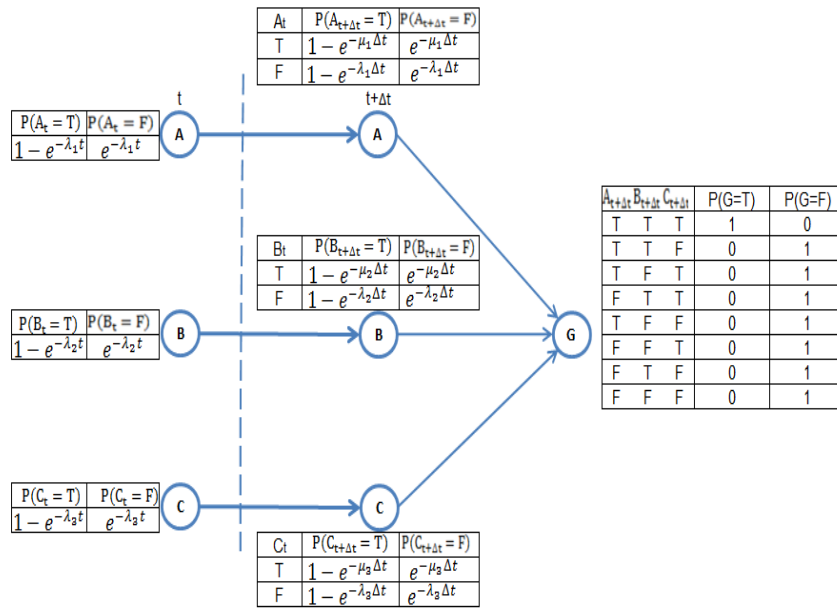 Aₜ P(Aₜ₊Δₜ = T) P(Aₜ₊Δₜ = F)
T 1 − e^−μ₁Δt e^−μ₁Δt
F 1 − e^−λ₁Δt e^−λ₁Δt
t t+Δt
P(Aₜ = T) P(Aₜ = F)
1 − e^−λ₁t e^−λ₁t
A A
Aₜ₊Δₜ Bₜ₊Δₜ Cₜ₊Δₜ P(G=T) P(G=F)
T T T 1 0
T T F 0 1
T F T 0 1
F T T 0 1
T F F 0 1
F F T 0 1
F T F 0 1
F F F 0 1
Bₜ P(Bₜ₊Δₜ = T) P(Bₜ₊Δₜ = F)
T 1 − e^−μ₂Δt e^−μ₂Δt
F 1 − e^−λ₂Δt e^−λ₂Δt
P(Bₜ = T) P(Bₜ = F)
1 − e^−λ₂t e^−λ₂t
B B G
P(Cₜ = T) P(Cₜ = F)
1 − e^−λ₃t e^−λ₃t
C C
Cₜ P(Cₜ₊Δₜ = T) P(Cₜ₊Δₜ = F)
T 1 − e^−μ₃Δt e^−μ₃Δt
F 1 − e^−λ₃Δt e^−λ₃Δt